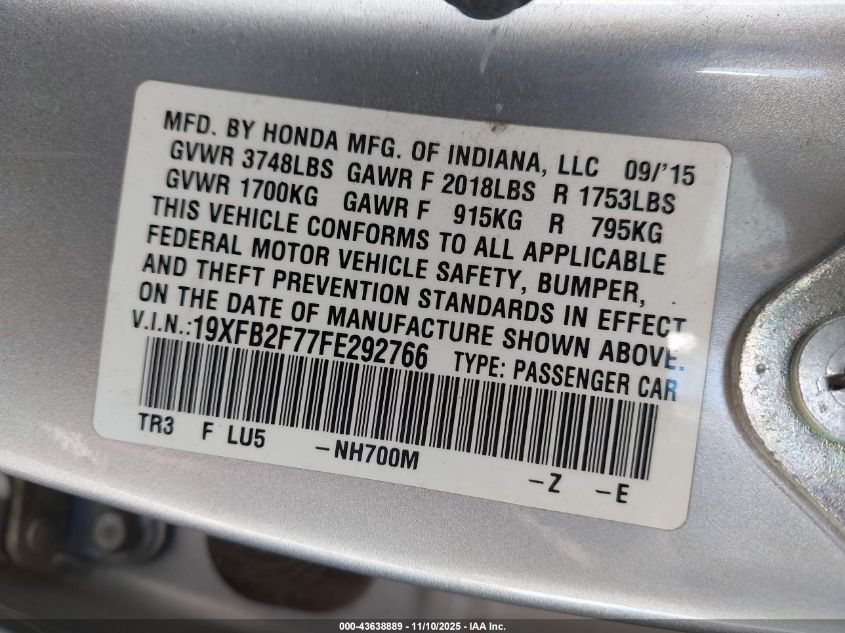 MFD. BY HONDA MFG. OF INDIANA, LLC 09/'15
GVWR 3748LBS GAWR F 2018LBS R 1753LBS
GVWR 1700KG GAWR F 915KG R 795KG
THIS VEHICLE CONFORMS TO ALL APPLICABLE
FEDERAL MOTOR VEHICLE SAFETY, BUMPER,
AND THEFT PREVENTION STANDARDS IN EFFECT
ON THE DATE OF MANUFACTURE SHOWN ABOVE.
V.I.N.:19XFB2F77FE292766 TYPE: PASSENGER CAR
TR3 F LU5 -NH700M -Z -E
000-43638889 - 11/10/2025 - IAA Inc.